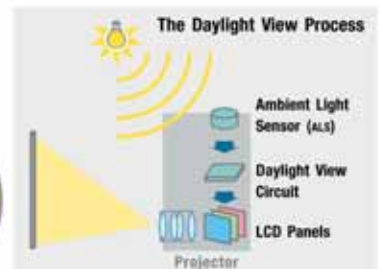 The Daylight View Process
Ambient Light
Sensor (ALS)
Daylight View
Circuit
LCD Panels
Projector